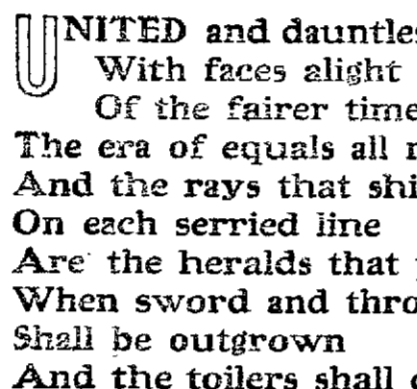 UNITED and dauntles
With faces alight
Of the fairer time
The era of equals all
And the rays that shi
On each serried line
Are the heralds that
When sword and thro
Shall be outgrown
And the toilers shall